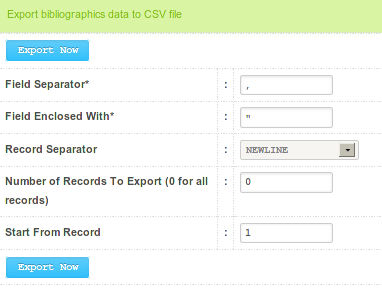 Export bibliographics data to CSV file
Export Now
Field Separator* : ,
Field Enclosed With* : "
Record Separator : NEWLINE
Number of Records To Export (0 for all : 0
records)
Start From Record : 1
Export Now